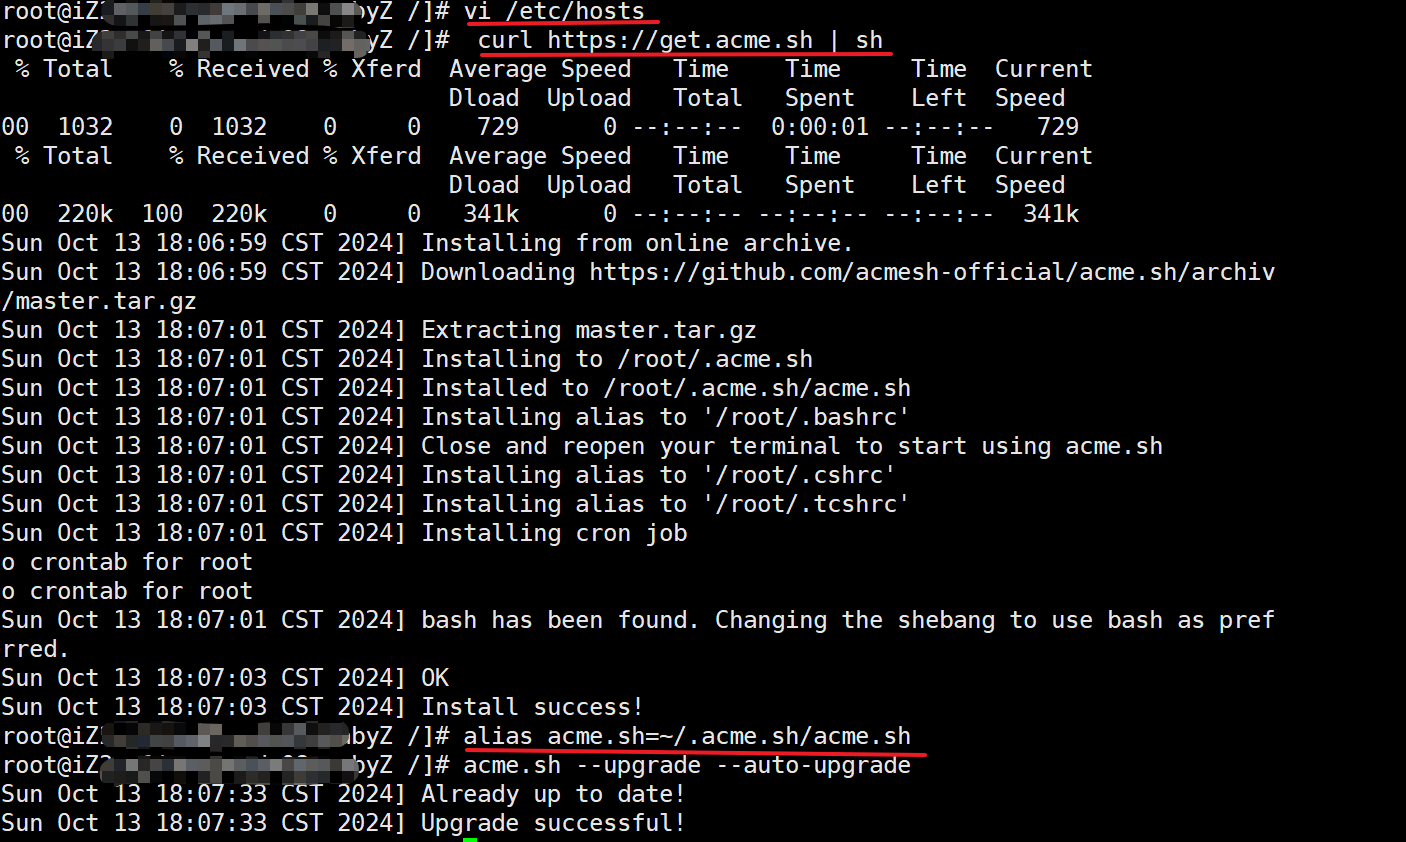 root@iZ byZ /]# vi /etc/hosts
root@iZ byZ /]#  curl https://get.acme.sh | sh
 % Total    % Received % Xferd  Average Speed   Time    Time     Time  Current
                                Dload  Upload   Total   Spent    Left  Speed
00  1032    0  1032    0     0    729      0 --:--:--  0:00:01 --:--:--   729
 % Total    % Received % Xferd  Average Speed   Time    Time     Time  Current
                                Dload  Upload   Total   Spent    Left  Speed
00  220k  100  220k    0     0   341k      0 --:--:-- --:--:-- --:--:--  341k
Sun Oct 13 18:06:59 CST 2024] Installing from online archive.
Sun Oct 13 18:06:59 CST 2024] Downloading https://github.com/acmesh-official/acme.sh/archiv
/master.tar.gz
Sun Oct 13 18:07:01 CST 2024] Extracting master.tar.gz
Sun Oct 13 18:07:01 CST 2024] Installing to /root/.acme.sh
Sun Oct 13 18:07:01 CST 2024] Installed to /root/.acme.sh/acme.sh
Sun Oct 13 18:07:01 CST 2024] Installing alias to '/root/.bashrc'
Sun Oct 13 18:07:01 CST 2024] Close and reopen your terminal to start using acme.sh
Sun Oct 13 18:07:01 CST 2024] Installing alias to '/root/.cshrc'
Sun Oct 13 18:07:01 CST 2024] Installing alias to '/root/.tcshrc'
Sun Oct 13 18:07:01 CST 2024] Installing cron job
o crontab for root
o crontab for root
Sun Oct 13 18:07:01 CST 2024] bash has been found. Changing the shebang to use bash as pref
rred.
Sun Oct 13 18:07:03 CST 2024] OK
Sun Oct 13 18:07:03 CST 2024] Install success!
root@iZ byZ /]# alias acme.sh=~/.acme.sh/acme.sh
root@iZ byZ /]# acme.sh --upgrade --auto-upgrade
Sun Oct 13 18:07:33 CST 2024] Already up to date!
Sun Oct 13 18:07:33 CST 2024] Upgrade successful!